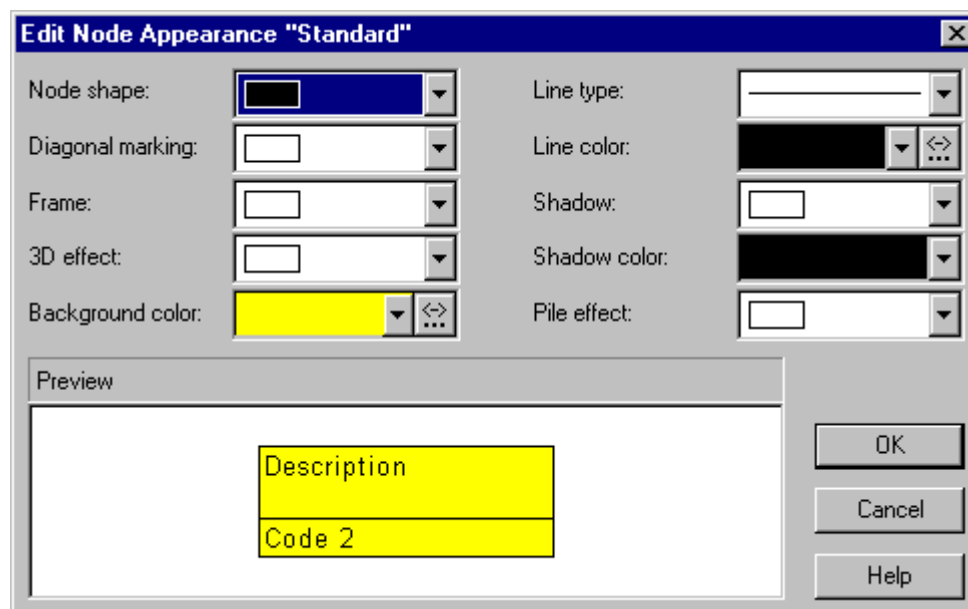 Edit Node Appearance "Standard"
Node shape:
Line type:
Diagonal marking:
Line color:
Frame:
Shadow:
3D effect:
Shadow color:
Background color:
Pile effect:
Preview
Description
Code 2
OK
Cancel
Help